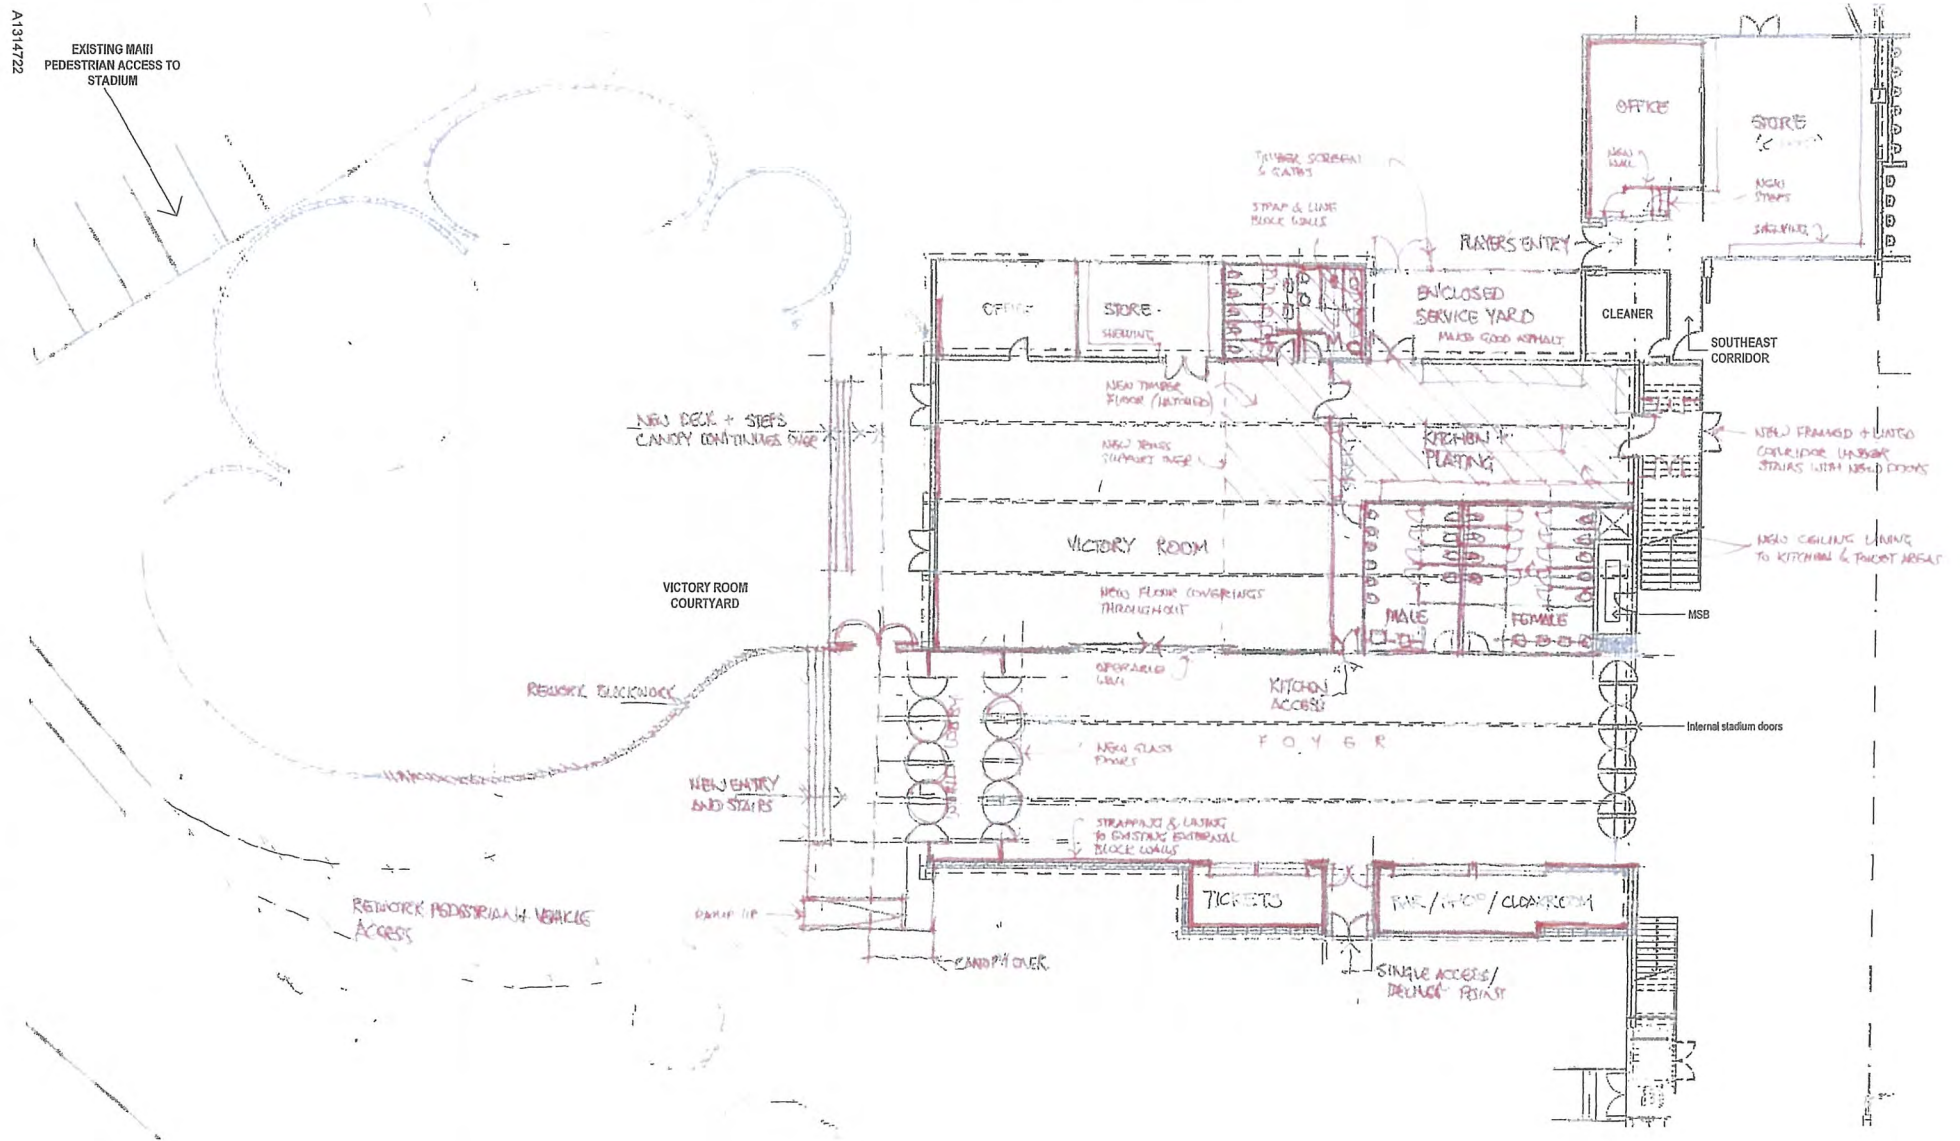 A1314722
EXISTING MAIN
PEDESTRIAN ACCESS TO
STADIUM
OFFICE
STORE
NEW
WALL
NEW
STEPS
SHELVING
TIMBER SCREEN
& GATES
STRAP & LINE
BLOCK WALLS
PLAYERS ENTRY
ENCLOSED
SERVICE YARD
MAKE GOOD ASPHALT
CLEANER
SOUTHEAST
CORRIDOR
OFFICE
STORE
SHELVING
F
M
NEW TIMBER
FLOOR (HATCHED)
NEW DECK + STEPS
CANOPY CONTINUES OVER
NEW
SUPPORT OVER
KITCHEN +
PLATING
NEW FRAMED & LINED
CORRIDOR UNDER
STAIRS WITH NEW DOORS
VICTORY ROOM
NEW CEILING LINING
TO KITCHEN & TOILET AREAS
VICTORY ROOM
COURTYARD
NEW FLOOR COVERINGS
THROUGHOUT
MALE
FEMALE
MSB
OPERABLE
WALL
REWORK BLOCKWORK
KITCHEN
ACCESS
LOBBY
Internal stadium doors
FOYER
NEW GLASS
DOORS
NEW ENTRY
AND STAIRS
STRAPPING & LINING
TO EXISTING EXTERNAL
BLOCK WALLS
TICKETS
BAR/SHOP/CLOAKROOM
REWORK PEDESTRIAN + VEHICLE
ACCESS
RAMP UP
CANOPY OVER
SINGLE ACCESS/
POINT